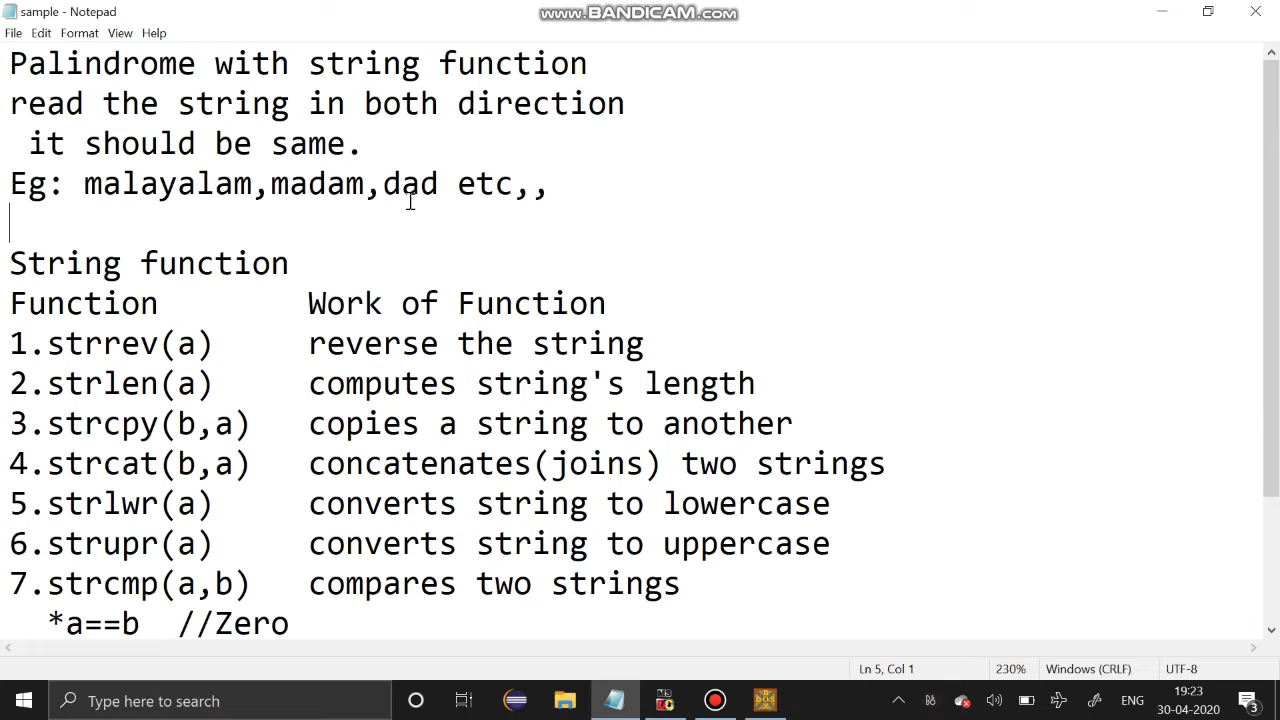 sample - Notepad
www.BANDICAM.com
File Edit Format View Help
Palindrome with string function
read the string in both direction
it should be same.
Eg: malayalam,madam,dad etc,,
String function
Function Work of Function
1.strrev(a) reverse the string
2.strlen(a) computes string's length
3.strcpy(b,a) copies a string to another
4.strcat(b,a) concatenates(joins) two strings
5.strlwr(a) converts string to lowercase
6.strupr(a) converts string to uppercase
7.strcmp(a,b) compares two strings
*a==b //Zero
Ln 5, Col 1 230% Windows (CRLF) UTF-8
Type here to search
ENG
19:23
30-04-2020
3